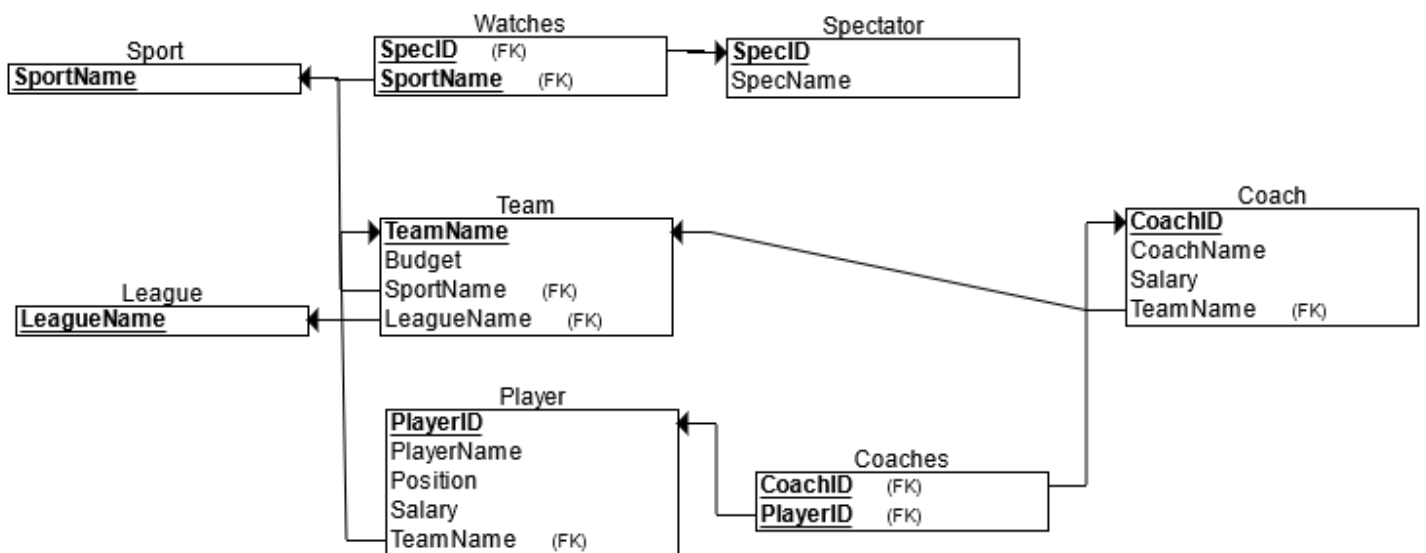 Sport
SportName
Watches
SpecID (FK)
SportName (FK)
Spectator
SpecID
SpecName
Team
TeamName
Budget
SportName (FK)
LeagueName (FK)
Coach
CoachID
CoachName
Salary
TeamName (FK)
League
LeagueName
Player
PlayerID
PlayerName
Position
Salary
TeamName (FK)
Coaches
CoachID (FK)
PlayerID (FK)